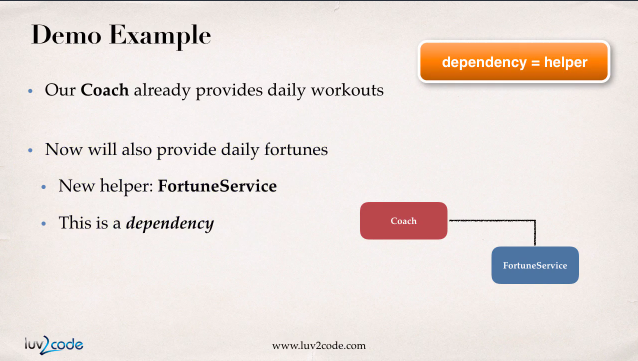 Demo Example
dependency = helper
Our Coach already provides daily workouts
Now will also provide daily fortunes
New helper: FortuneService
This is a dependency
Coach
FortuneService
luv2code
www.luv2code.com